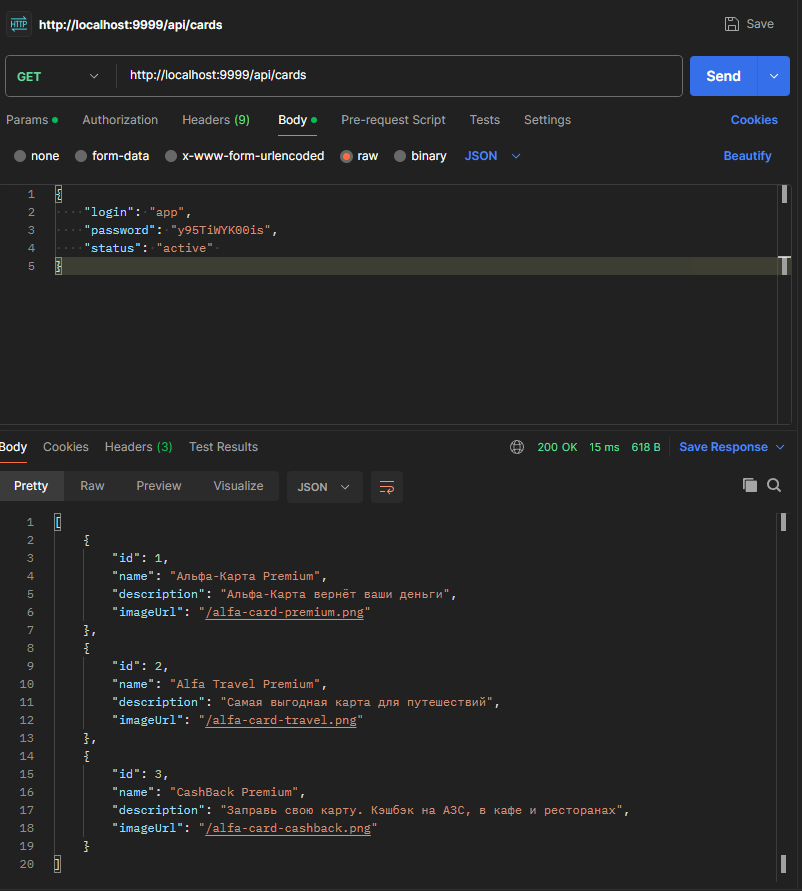 HTTP http://localhost:9999/api/cards Save
GET http://localhost:9999/api/cards Send
Params Authorization Headers (9) Body Pre-request Script Tests Settings Cookies
none form-data x-www-form-urlencoded raw binary JSON Beautify
1 {
2 "login": "app",
3 "password": "y95TiWYK00is",
4 "status": "active"
5 }
Body Cookies Headers (3) Test Results 200 OK 15 ms 618 B Save Response
Pretty Raw Preview Visualize JSON
1 [
2 {
3 "id": 1,
4 "name": "Альфа-Карта Premium",
5 "description": "Альфа-Карта вернёт ваши деньги",
6 "imageUrl": "/alfa-card-premium.png"
7 },
8 {
9 "id": 2,
10 "name": "Alfa Travel Premium",
11 "description": "Самая выгодная карта для путешествий",
12 "imageUrl": "/alfa-card-travel.png"
13 },
14 {
15 "id": 3,
16 "name": "CashBack Premium",
17 "description": "Заправь свою карту. Кэшбэк на АЗС, в кафе и ресторанах",
18 "imageUrl": "/alfa-card-cashback.png"
19 }
20 ]